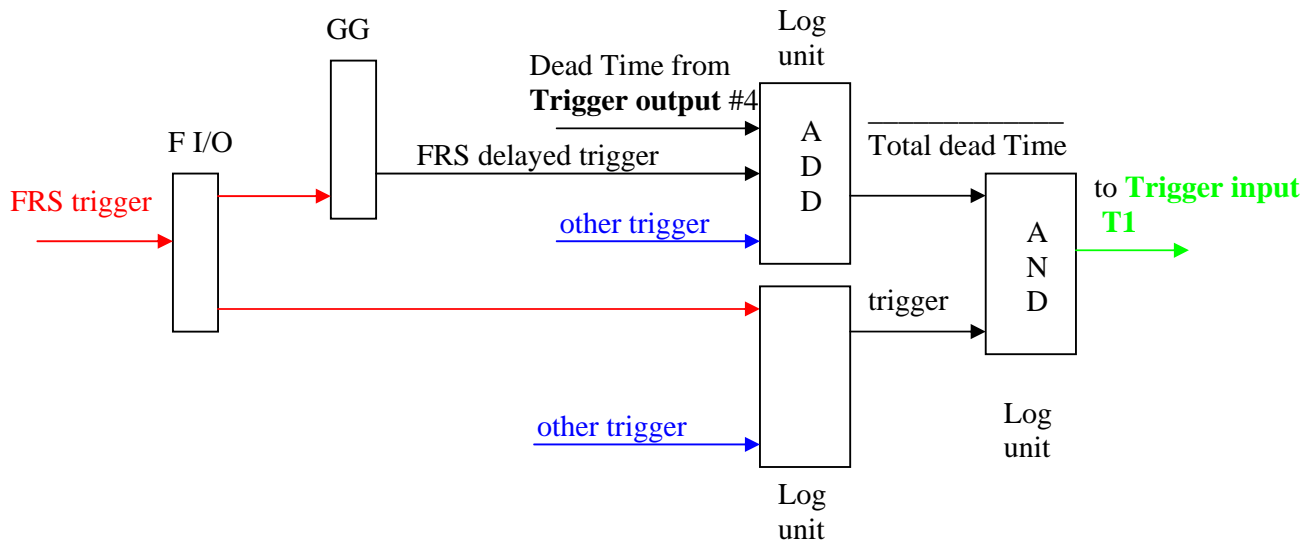 GG
Log
unit
Dead Time from
Trigger output #4
A
D
D
Total dead Time
F I/O
FRS delayed trigger
FRS trigger
to Trigger input
T1
other trigger
A
N
D
trigger
other trigger
Log
unit
Log
unit